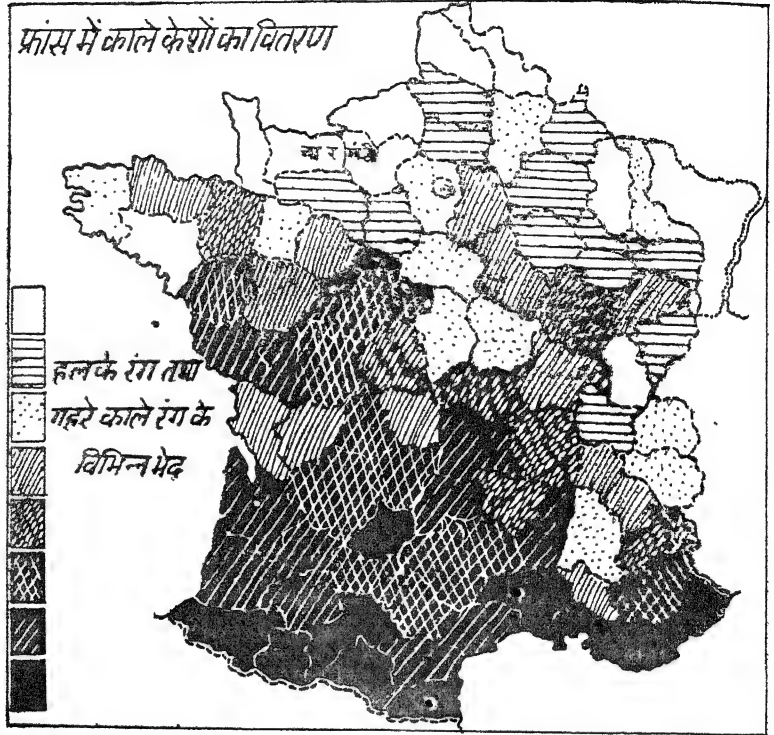 फ्रांस में काले केशों का वितरण
हलके रंग तथा
गहरे काले रंग के
विभिन्न भेद